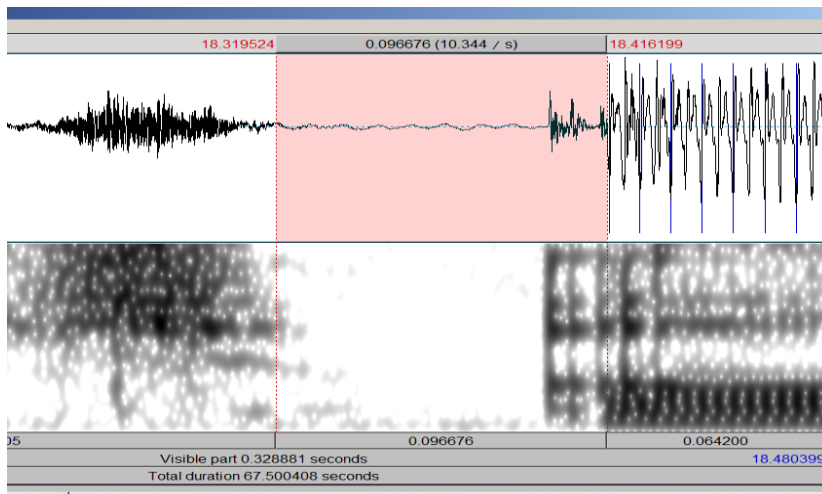 18.319524 0.096676 (10.344 / s) 18.416199
05 0.096676 0.064200
Visible part 0.328881 seconds 18.480399
Total duration 67.500408 seconds